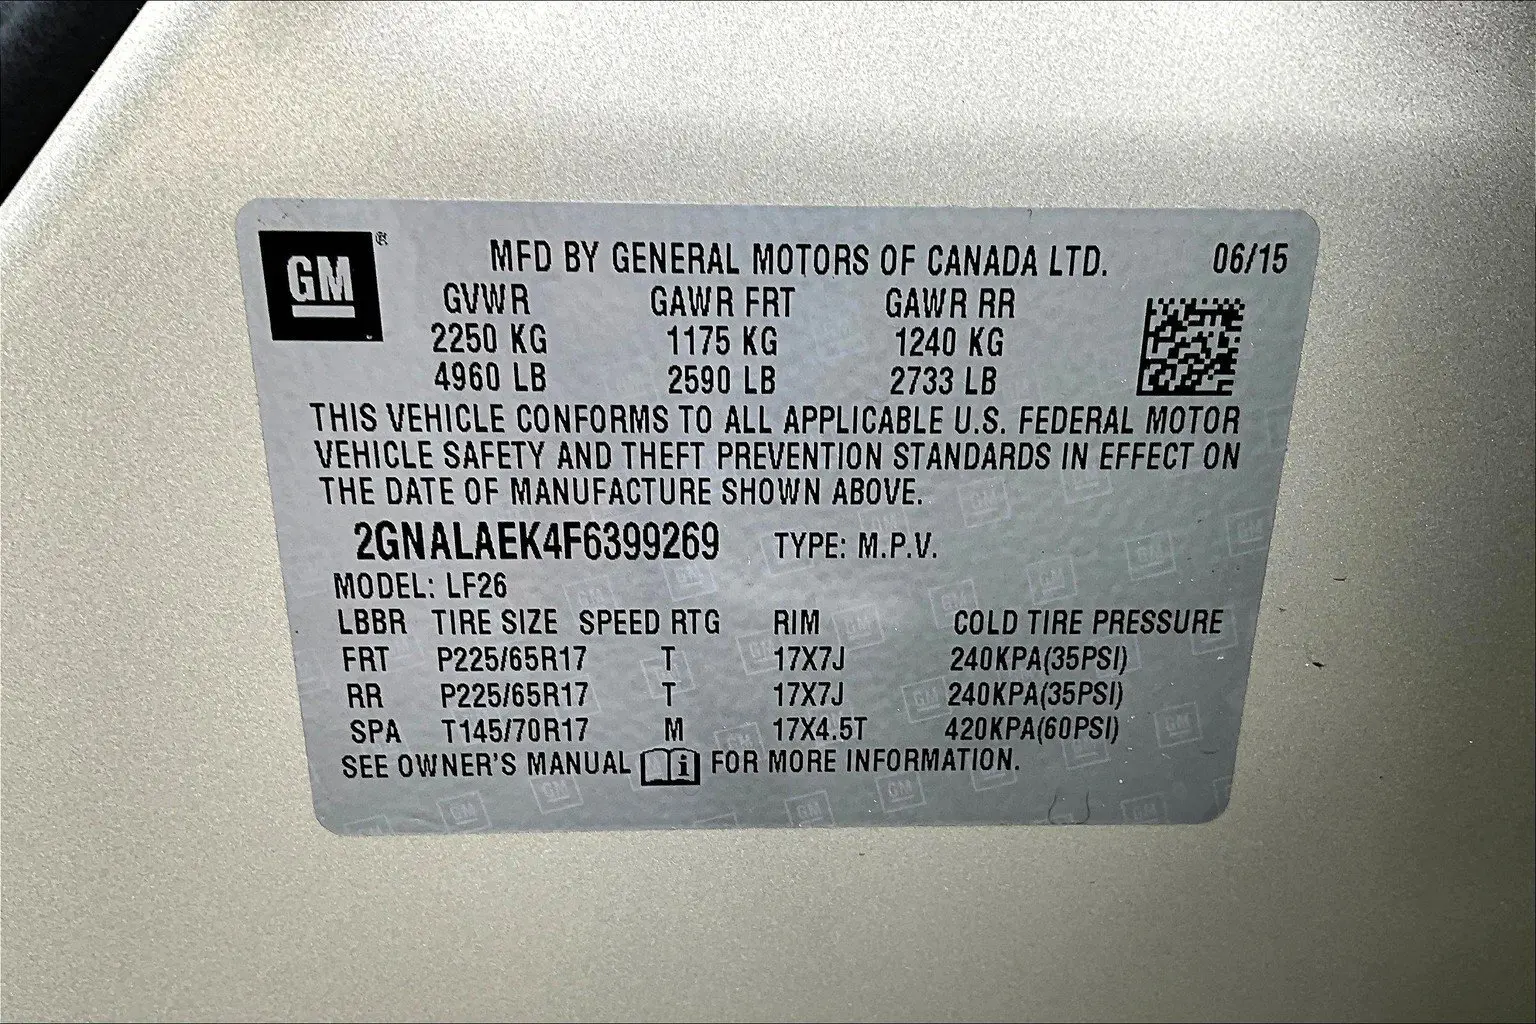 GM®
MFD BY GENERAL MOTORS OF CANADA LTD. 06/15
GVWR GAWR FRT GAWR RR
2250 KG 1175 KG 1240 KG
4960 LB 2590 LB 2733 LB
THIS VEHICLE CONFORMS TO ALL APPLICABLE U.S. FEDERAL MOTOR
VEHICLE SAFETY AND THEFT PREVENTION STANDARDS IN EFFECT ON
THE DATE OF MANUFACTURE SHOWN ABOVE.
2GNALAEK4F6399269 TYPE: M.P.V.
MODEL: LF26
LBBR TIRE SIZE SPEED RTG RIM COLD TIRE PRESSURE
FRT P225/65R17 T 17X7J 240KPA(35PSI)
RR P225/65R17 T 17X7J 240KPA(35PSI)
SPA T145/70R17 M 17X4.5T 420KPA(60PSI)
SEE OWNER'S MANUAL i FOR MORE INFORMATION.